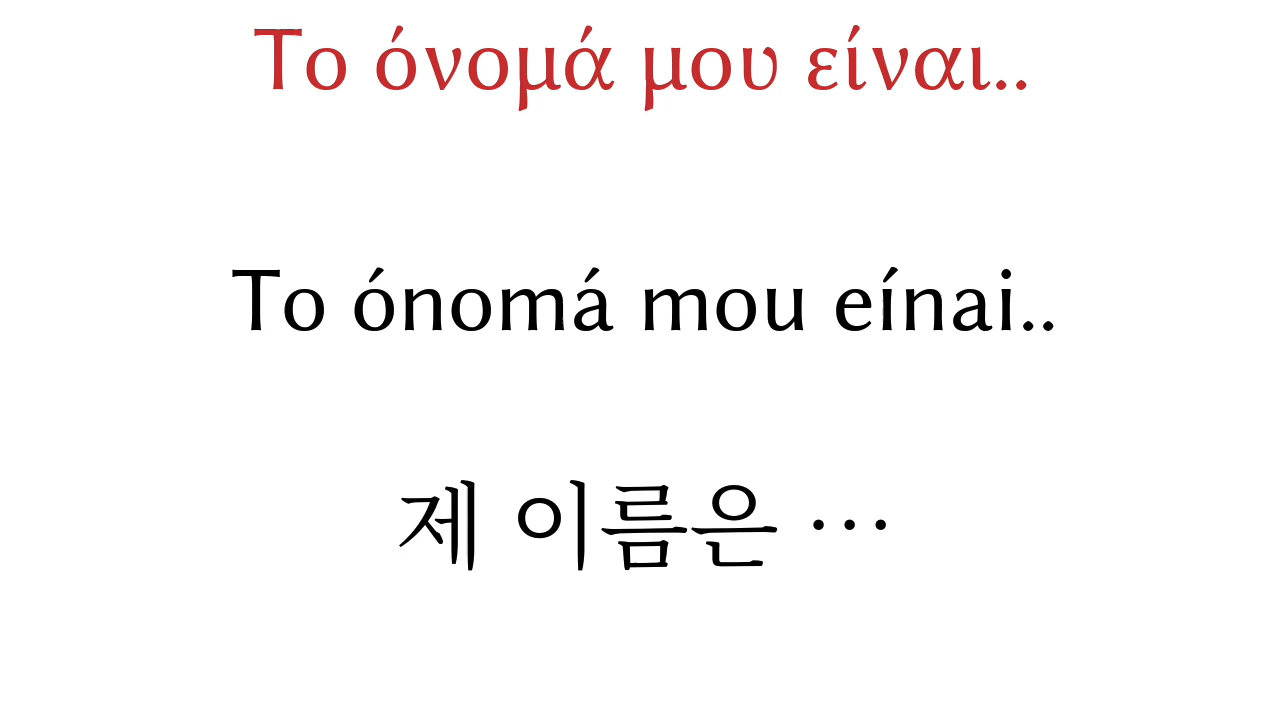 Το όνομά μου είναι..
To ónomá mou eínai..
제 이름은 …